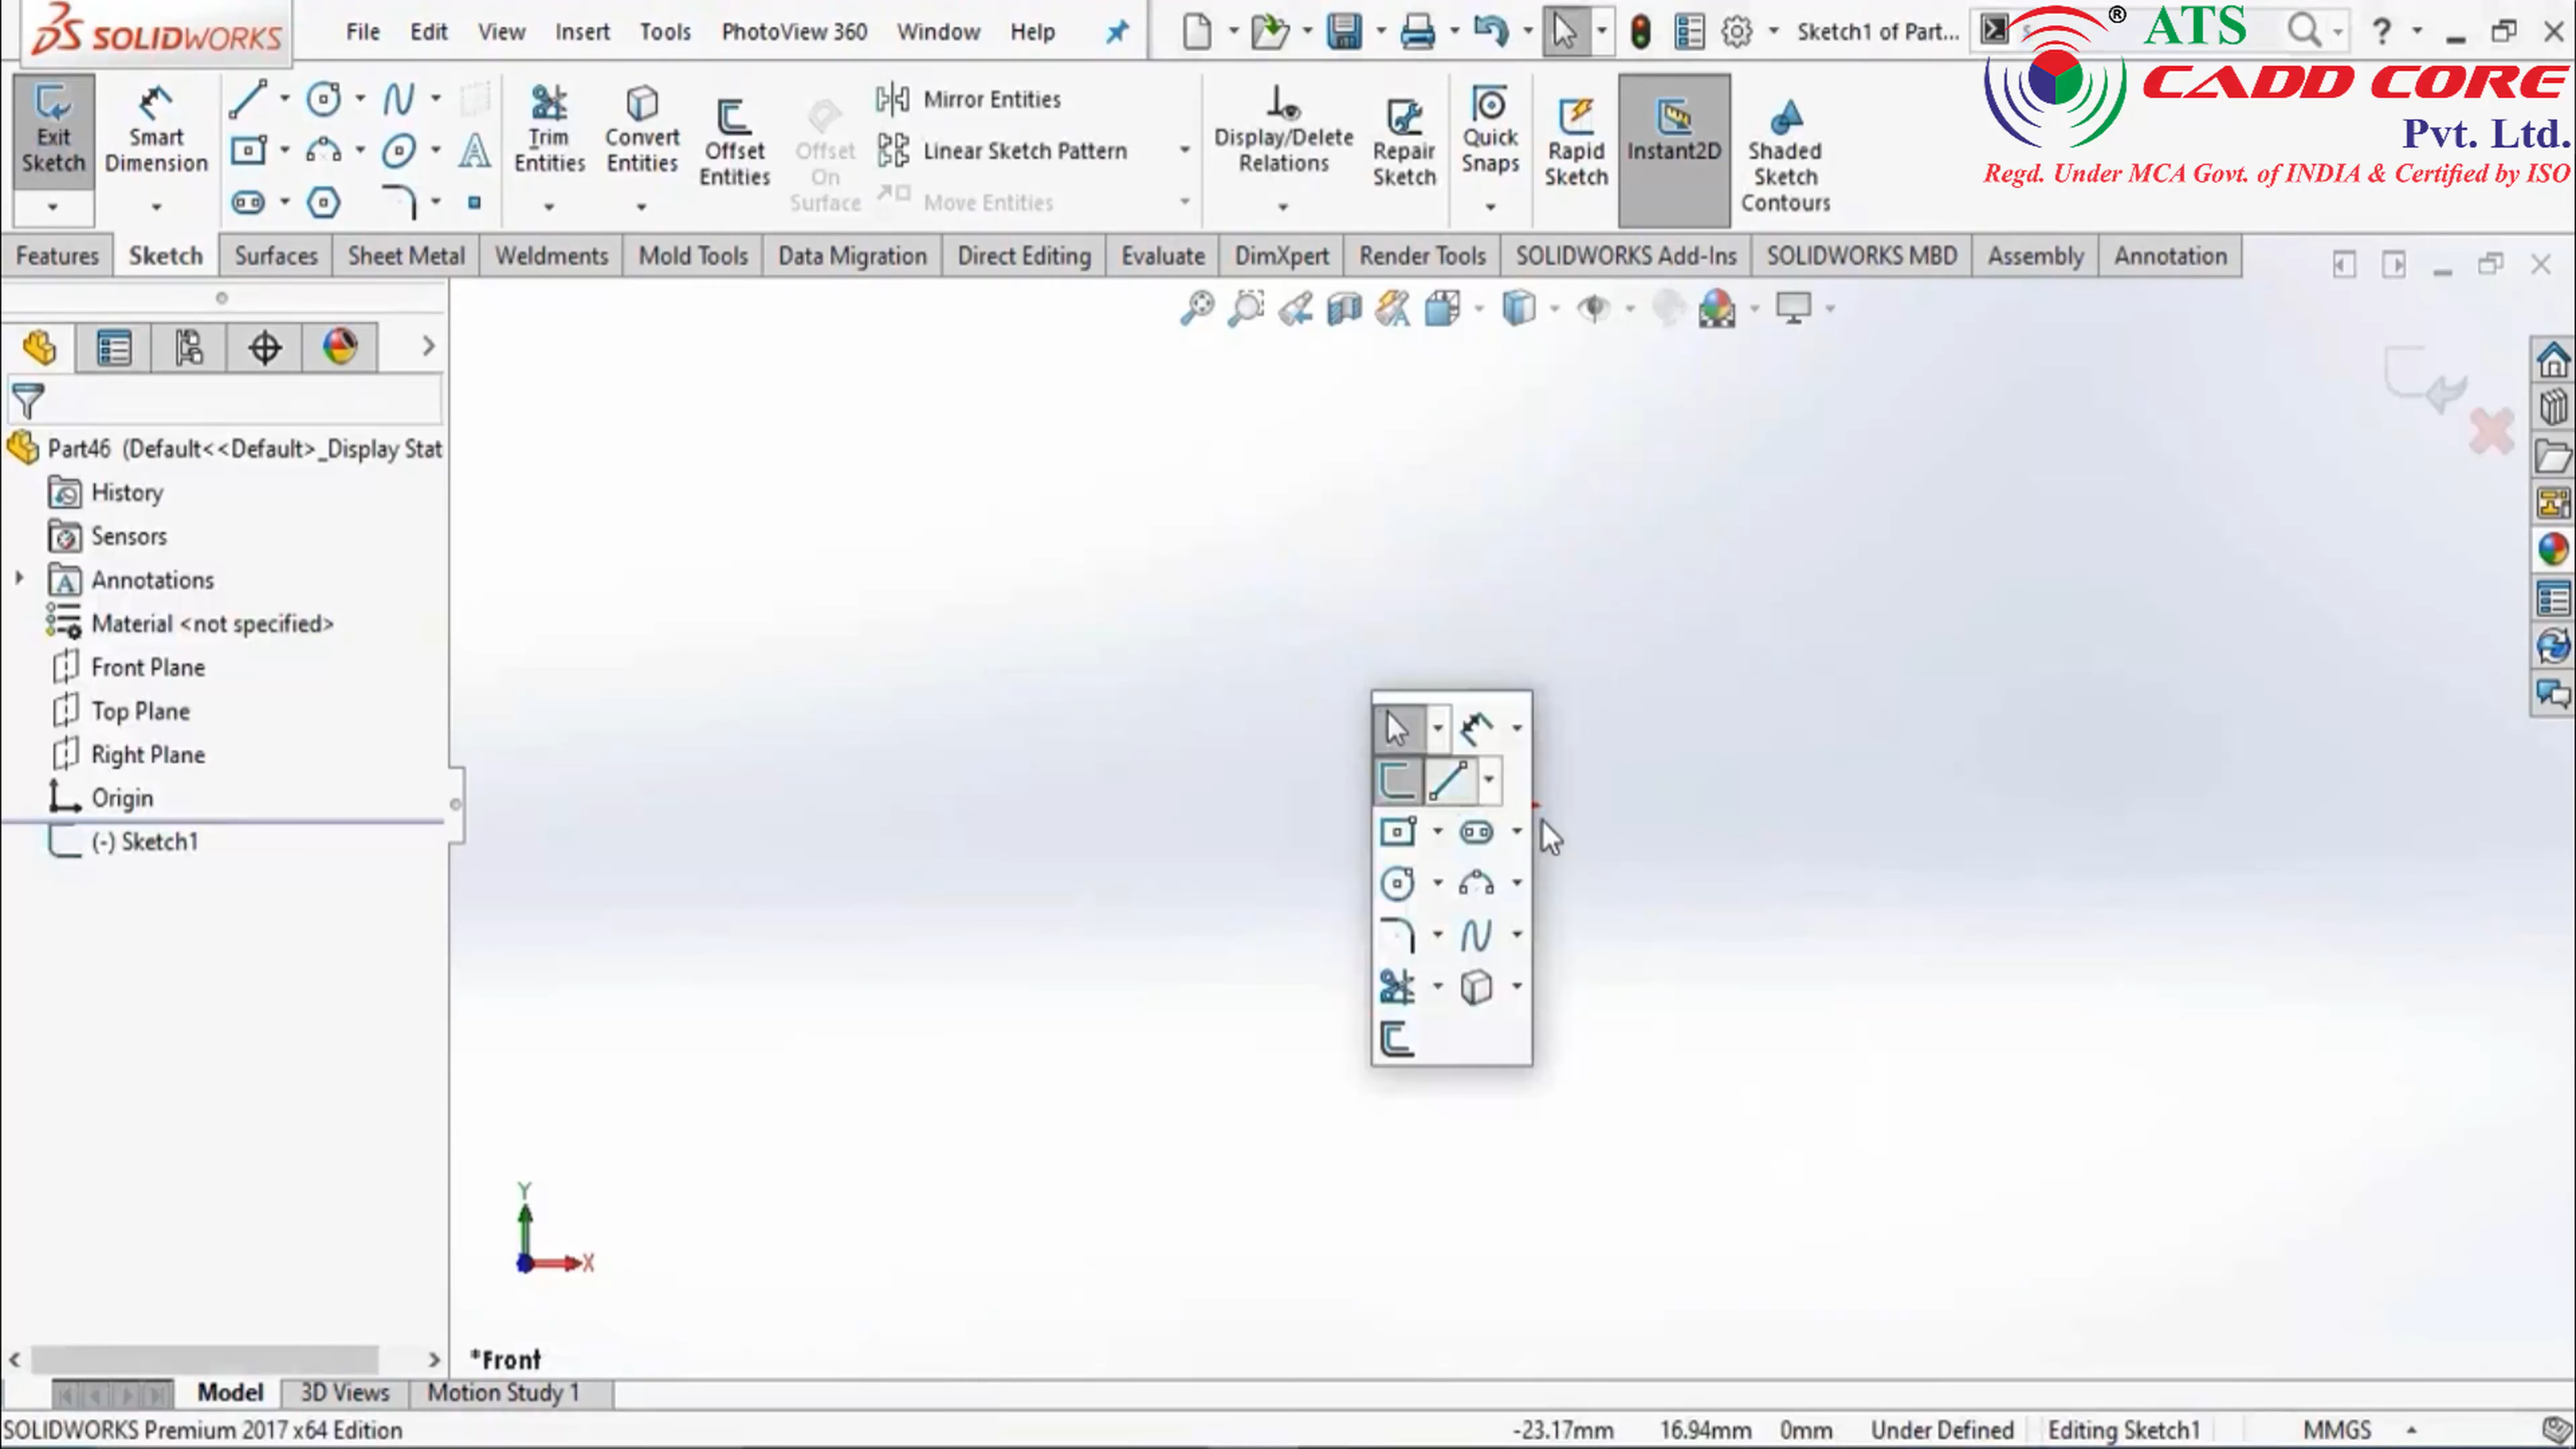 SOLIDWORKS File Edit View Insert Tools PhotoView 360 Window Help Sketch1 of Part... ?
® ATS
CADD CORE
Pvt. Ltd.
Regd. Under MCA Govt. of INDIA & Certified by ISO
Exit Sketch
Smart Dimension
Trim Entities
Convert Entities
Offset Entities
Offset On Surface
Mirror Entities
Linear Sketch Pattern
Move Entities
Display/Delete Relations
Repair Sketch
Quick Snaps
Rapid Sketch
Instant2D
Shaded Sketch Contours
Features Sketch Surfaces Sheet Metal Weldments Mold Tools Data Migration Direct Editing Evaluate DimXpert Render Tools SOLIDWORKS Add-Ins SOLIDWORKS MBD Assembly Annotation
Part46 (Default<<Default>_Display Stat
History
Sensors
Annotations
Material <not specified>
Front Plane
Top Plane
Right Plane
Origin
(-) Sketch1
Y
X
*Front
Model 3D Views Motion Study 1
SOLIDWORKS Premium 2017 x64 Edition -23.17mm 16.94mm 0mm Under Defined Editing Sketch1 MMGS